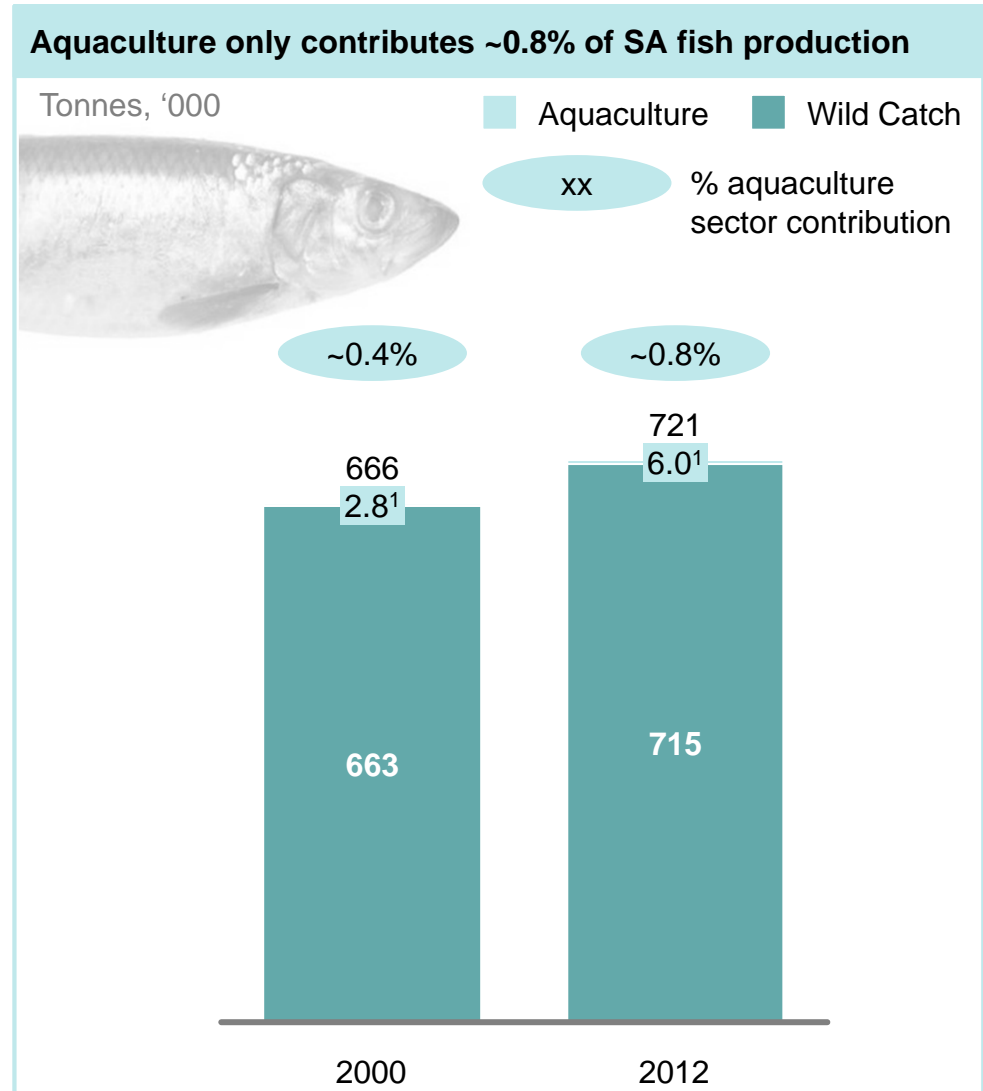 Aquaculture only contributes ~0.8% of SA fish production
Tonnes, ‘000
Aquaculture
Wild Catch
xx
% aquaculture
sector contribution
~0.4%
~0.8%
721
6.0¹
666
2.8¹
663
715
2000
2012